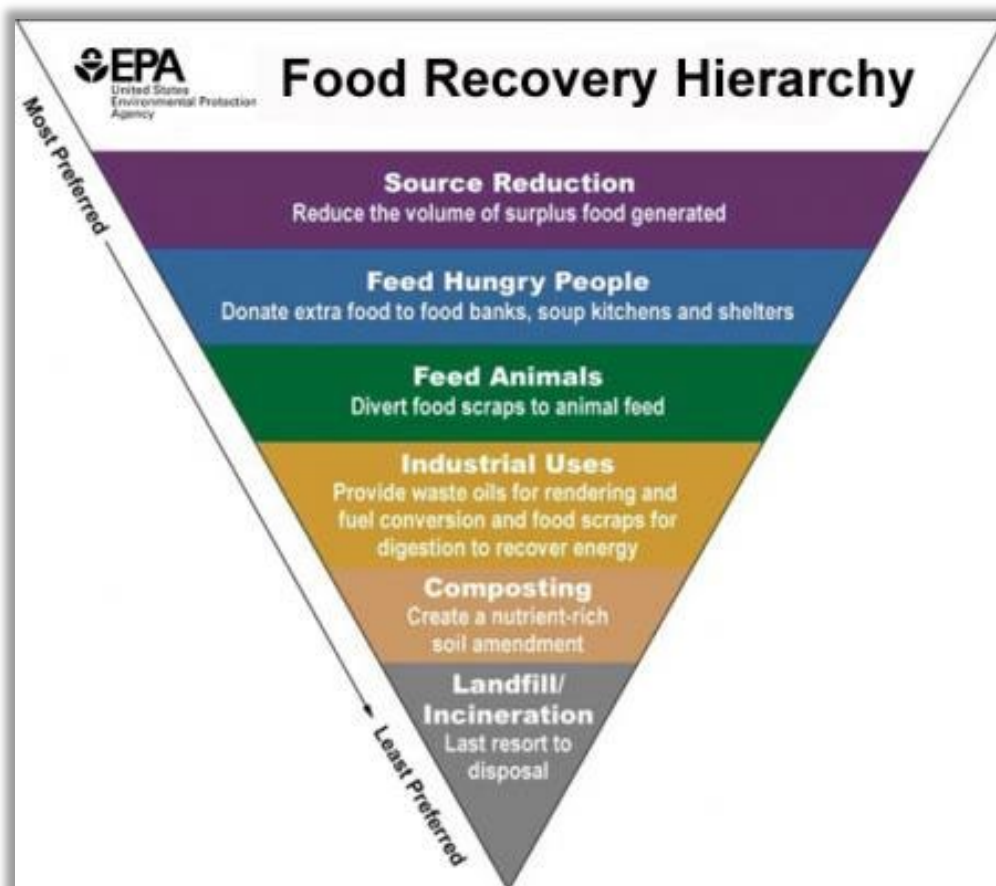 EPA
United States
Environmental Protection
Agency
Food Recovery Hierarchy
Most Preferred
Source Reduction
Reduce the volume of surplus food generated
Feed Hungry People
Donate extra food to food banks, soup kitchens and shelters
Feed Animals
Divert food scraps to animal feed
Industrial Uses
Provide waste oils for rendering and
fuel conversion and food scraps for
digestion to recover energy
Composting
Create a nutrient-rich
soil amendment
Landfill/
Incineration
Last resort to
disposal
Least Preferred